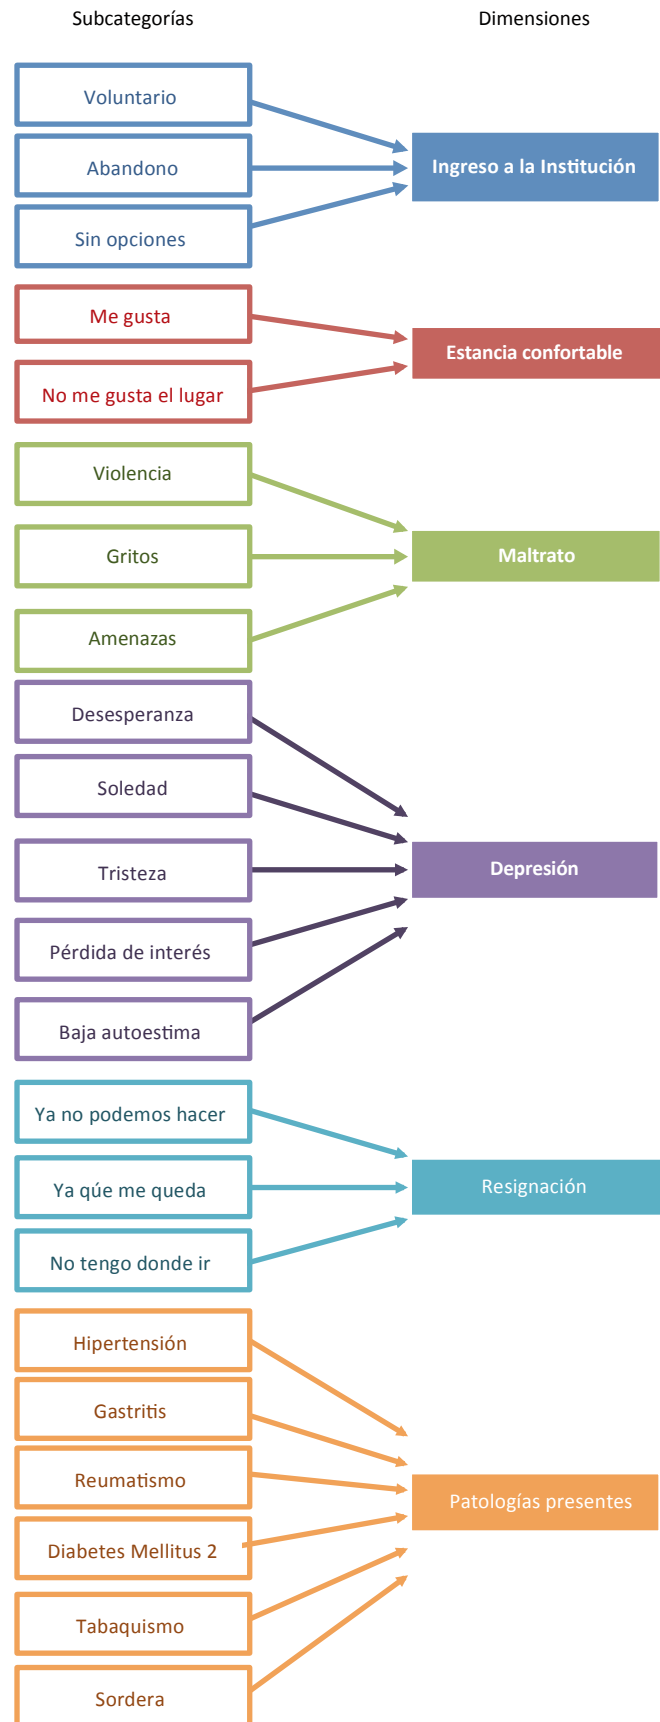 Subcategorías
Dimensiones
Voluntario
Abandono
Sin opciones
Ingreso a la Institución
Me gusta
No me gusta el lugar
Estancia confortable
Violencia
Gritos
Amenazas
Maltrato
Desesperanza
Soledad
Tristeza
Pérdida de interés
Baja autoestima
Depresión
Ya no podemos hacer
Ya qúe me queda
No tengo donde ir
Resignación
Hipertensión
Gastritis
Reumatismo
Diabetes Mellitus 2
Tabaquismo
Sordera
Patologías presentes